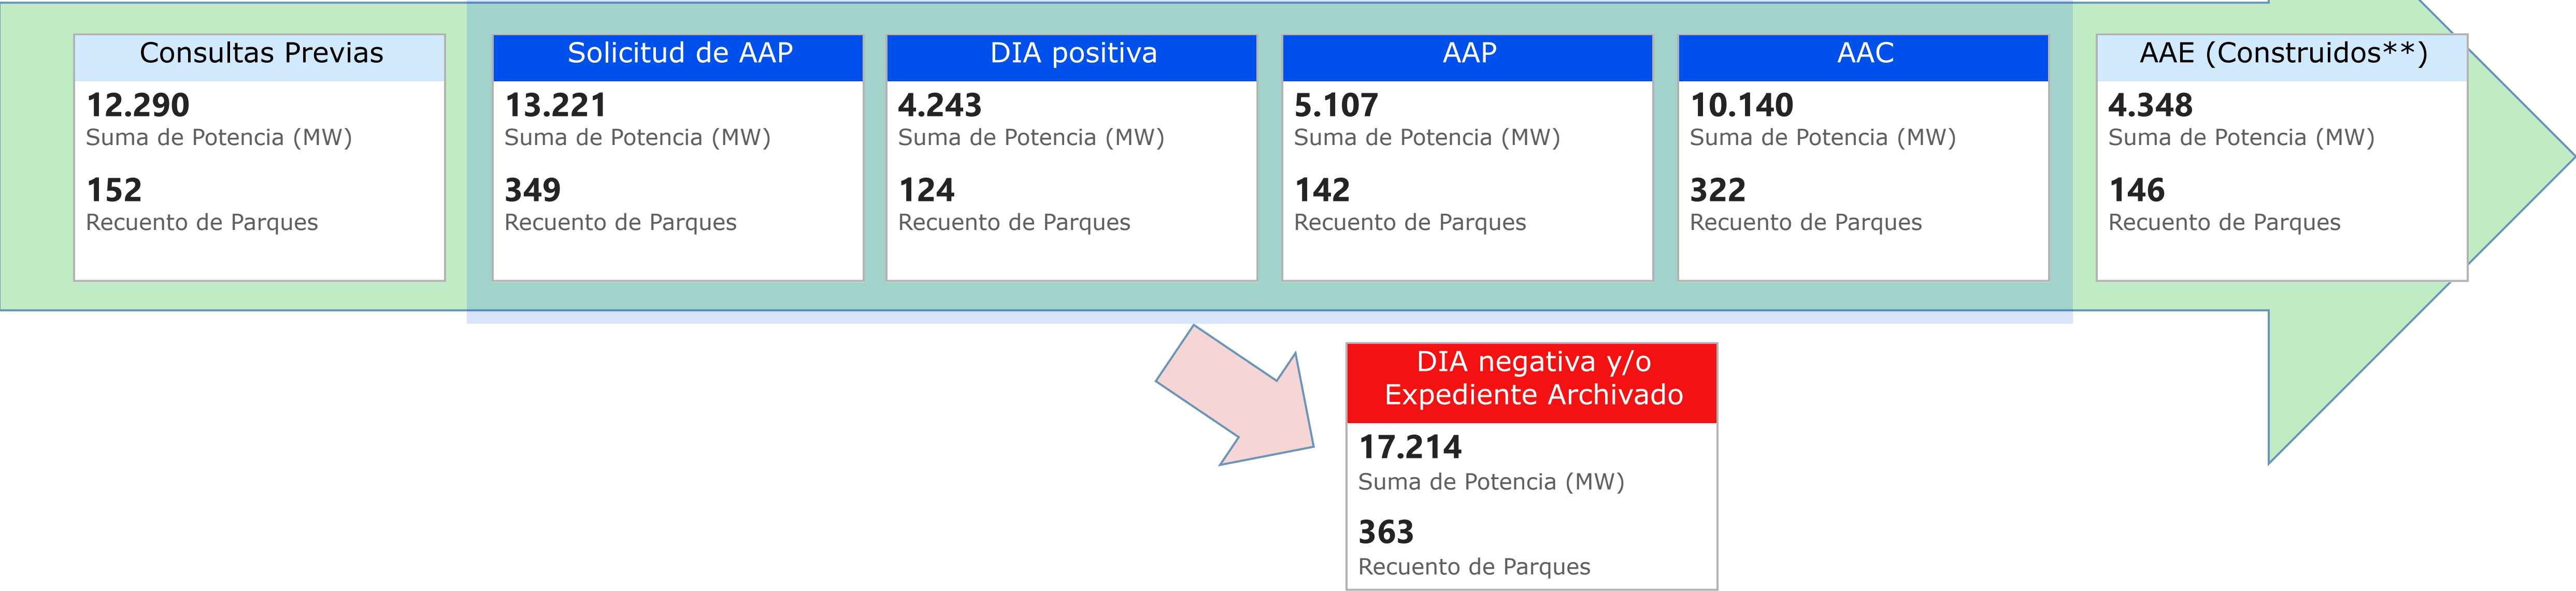 Consultas Previas
12.290
Suma de Potencia (MW)
152
Recuento de Parques
Solicitud de AAP
13.221
Suma de Potencia (MW)
349
Recuento de Parques
DIA positiva
4.243
Suma de Potencia (MW)
124
Recuento de Parques
AAP
5.107
Suma de Potencia (MW)
142
Recuento de Parques
AAC
10.140
Suma de Potencia (MW)
322
Recuento de Parques
AAE (Construidos**)
4.348
Suma de Potencia (MW)
146
Recuento de Parques
DIA negativa y/o
Expediente Archivado
17.214
Suma de Potencia (MW)
363
Recuento de Parques